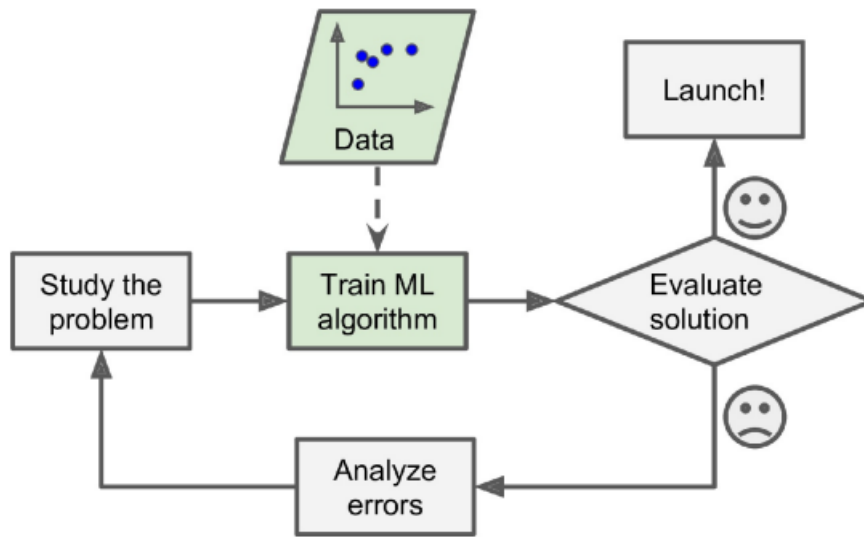 Data
Launch!
Study the
problem
Train ML
algorithm
Evaluate
solution
Analyze
errors